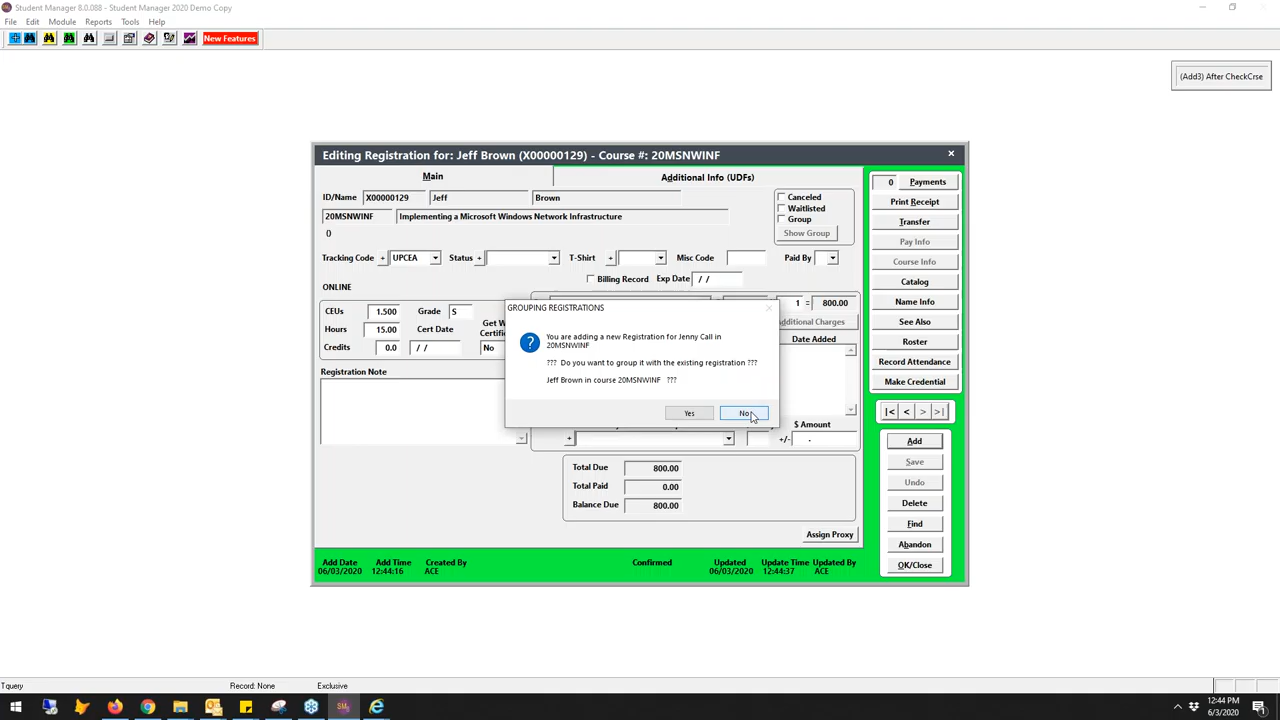 Student Manager 8.0.088 - Student Manager 2020 Demo Copy
File Edit Module Reports Tools Help
New Features
(Add3) After CheckCrse
Editing Registration for: Jeff Brown (X00000129) - Course #: 20MSNWINF
Main
Additional Info (UDFs)
0 Payments
ID/Name X00000129 Jeff Brown
Canceled
Waitlisted
Group
Show Group
Print Receipt
20MSNWINF Implementing a Microsoft Windows Network Infrastructure
Transfer
()
Pay Info
Tracking Code + UPCEA Status + T-Shirt + Misc Code Paid By
Course Info
Billing Record Exp Date / /
Catalog
ONLINE
1 = 800.00
Name Info
CEUs 1.500 Grade S
GROUPING REGISTRATIONS
See Also
Hours 15.00 Cert Date
Credits 0.0 / / No
You are adding a new Registration for Jenny Call in
20MSNWINF
??? Do you want to group it with the existing registration ???
Jeff Brown in course 20MSNWINF ???
Yes No
Date Added
Roster
Record Attendance
Make Credential
Registration Note
|< < > >|
$ Amount
+ +/- .
Add
Save
Undo
Delete
Find
Abandon
OK/Close
Total Due 800.00
Total Paid 0.00
Balance Due 800.00
Assign Proxy
Add Date Add Time Created By Confirmed Updated Update Time Updated By
06/03/2020 12:44:16 ACE 06/03/2020 12:44:37 ACE
Tquery Record: None Exclusive
12:44 PM
6/3/2020